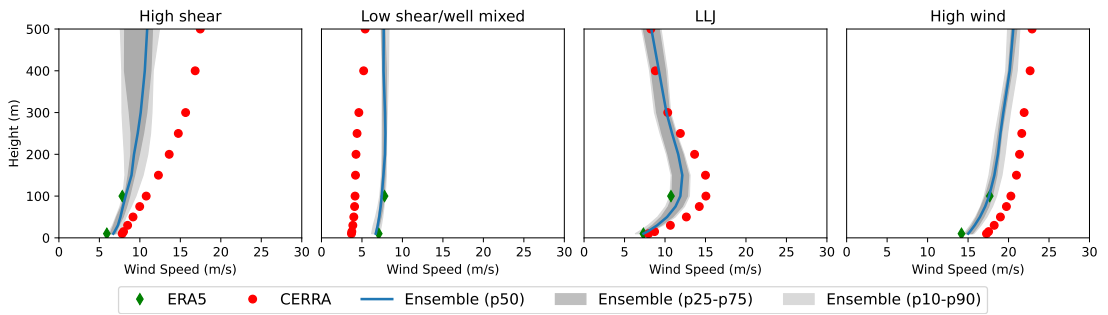 High shear
Low shear/well mixed
LLJ
High wind
Height (m)
500
400
300
200
100
0
0 5 10 15 20 25 30
0 5 10 15 20 25 30
0 5 10 15 20 25 30
0 5 10 15 20 25 30
Wind Speed (m/s)
Wind Speed (m/s)
Wind Speed (m/s)
Wind Speed (m/s)
ERA5 CERRA Ensemble (p50) Ensemble (p25-p75) Ensemble (p10-p90)